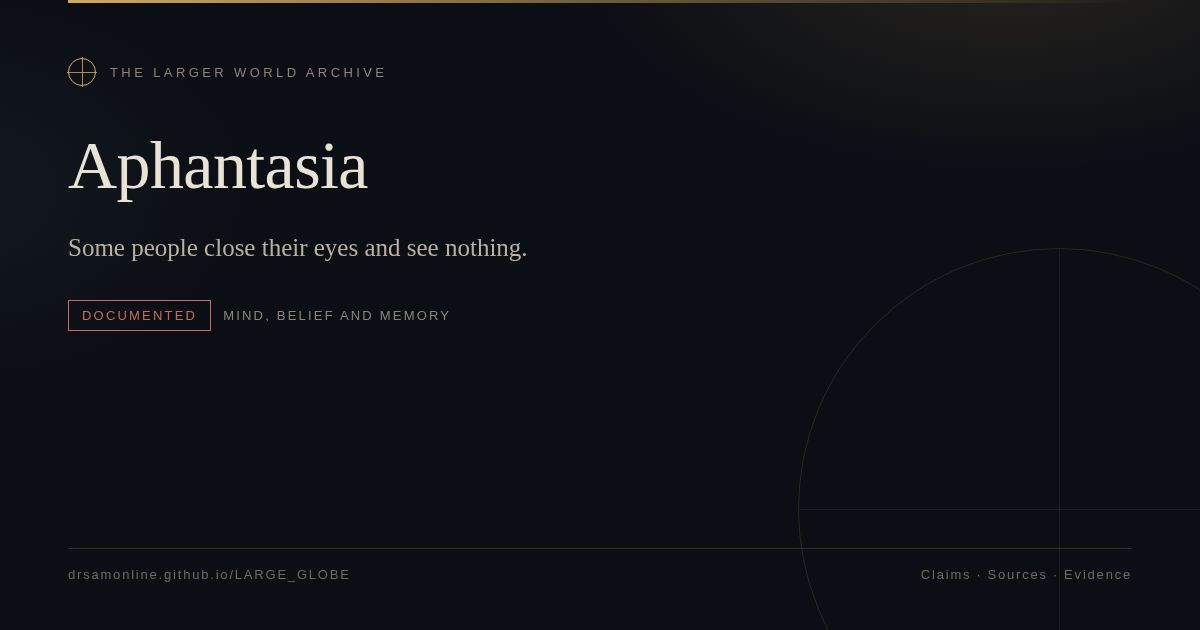 THE LARGER WORLD ARCHIVE
Aphantasia
Some people close their eyes and see nothing.
DOCUMENTED MIND, BELIEF AND MEMORY
drsamonline.github.io/LARGE_GLOBE
Claims · Sources · Evidence